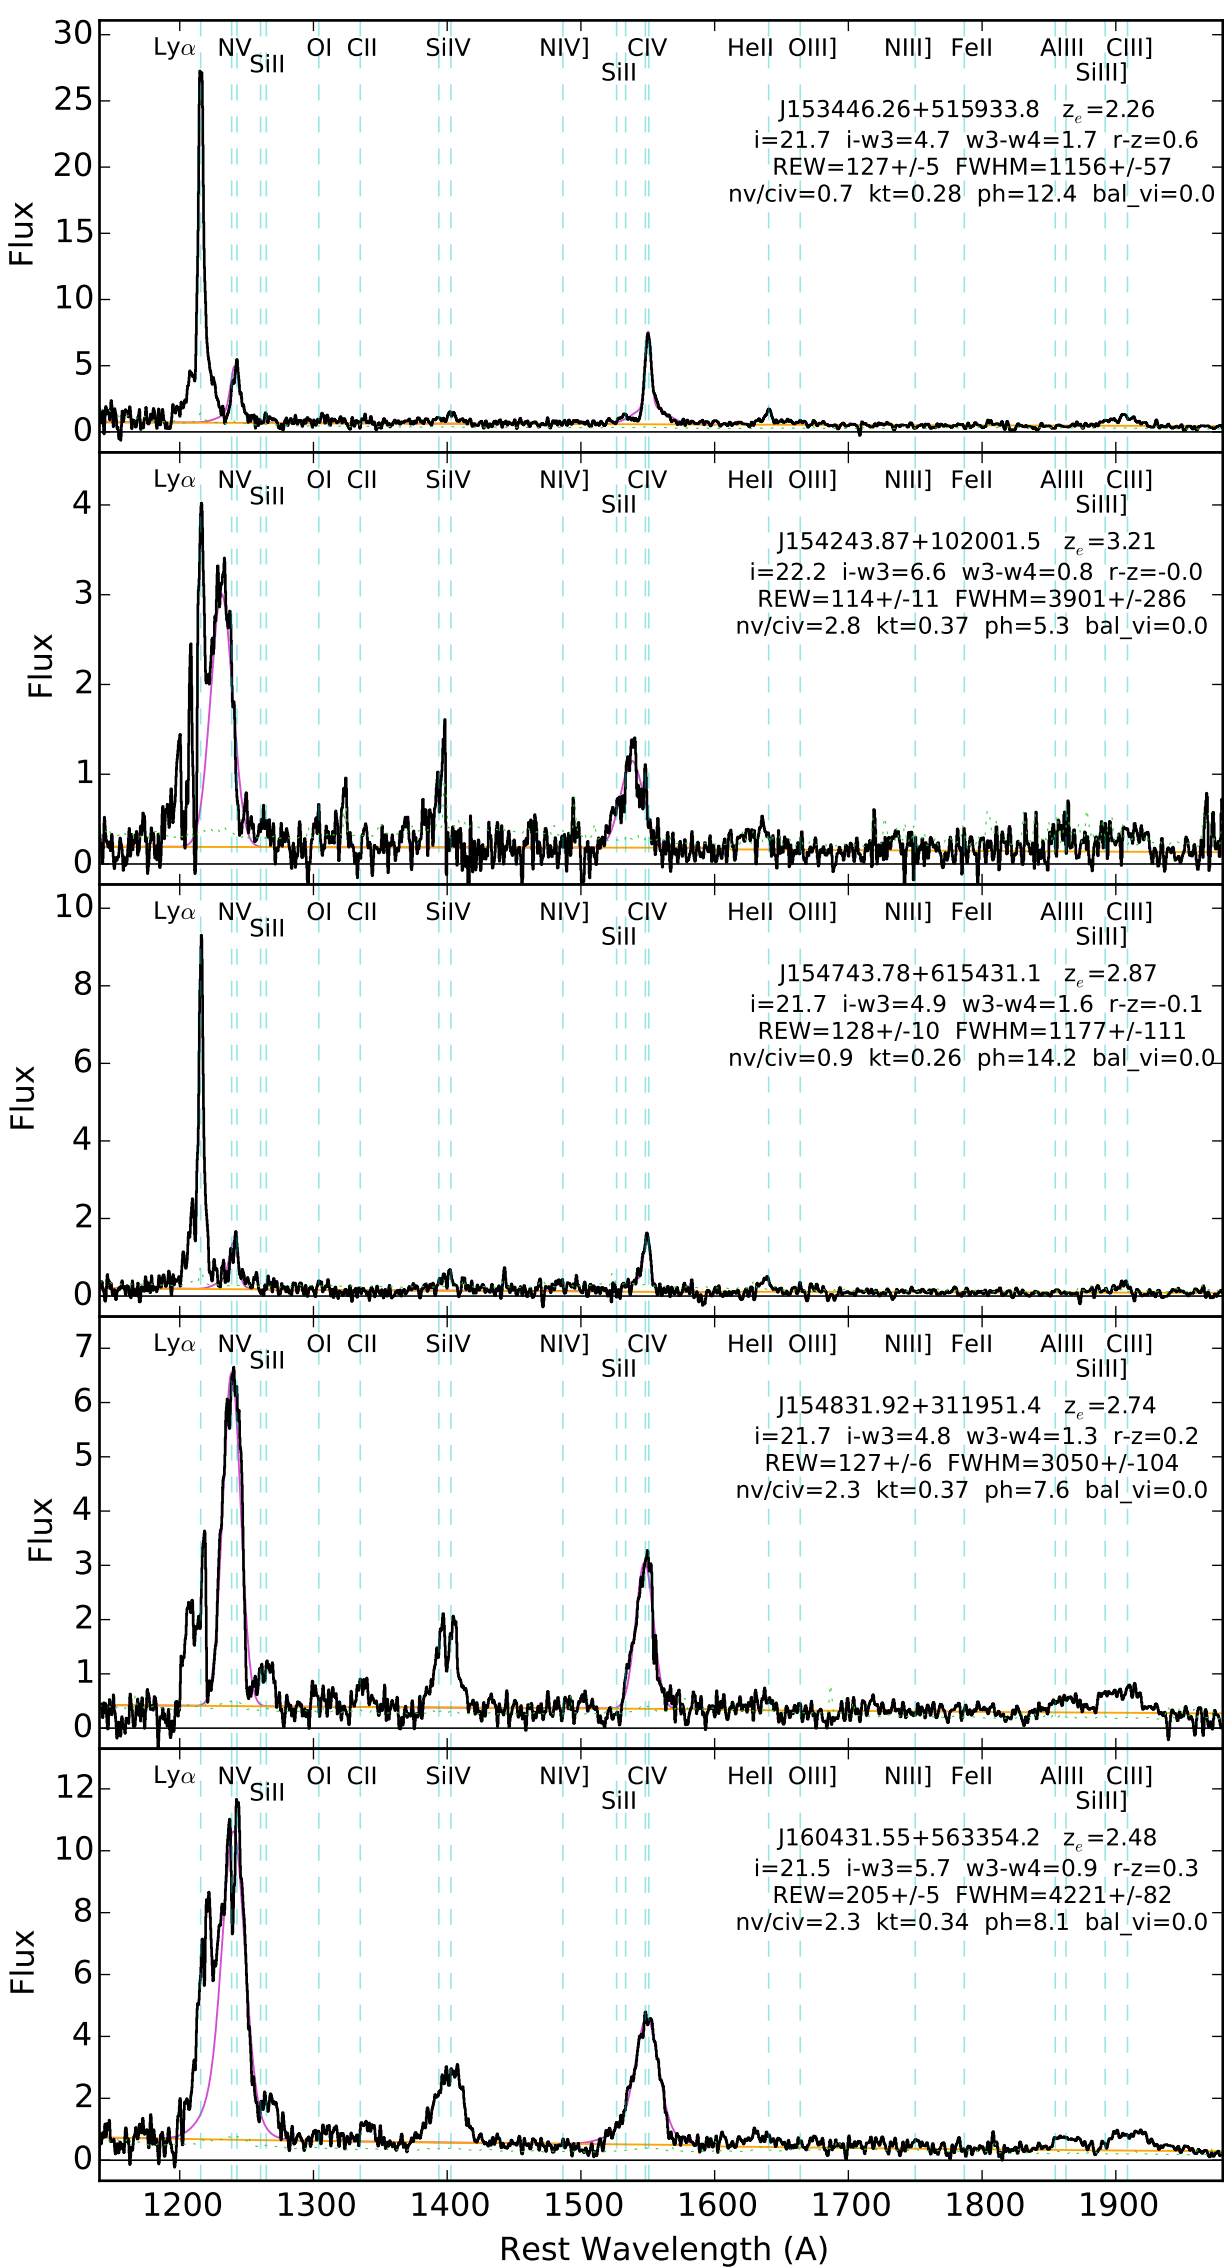 30
Lyα NV SiII OI CII SiIV NIV] SiII CIV HeII OIII] NIII] FeII AlIII SiIII] CIII]
J153446.26+515933.8 z_e=2.26
i=21.7 i-w3=4.7 w3-w4=1.7 r-z=0.6
REW=127+/-5 FWHM=1156+/-57
nv/civ=0.7 kt=0.28 ph=12.4 bal_vi=0.0
25
20
15
10
5
0
Flux
Lyα NV SiII OI CII SiIV NIV] SiII CIV HeII OIII] NIII] FeII AlIII SiIII] CIII]
J154243.87+102001.5 z_e=3.21
i=22.2 i-w3=6.6 w3-w4=0.8 r-z=-0.0
REW=114+/-11 FWHM=3901+/-286
nv/civ=2.8 kt=0.37 ph=5.3 bal_vi=0.0
4
3
2
1
0
Flux
10
Lyα NV SiII OI CII SiIV NIV] SiII CIV HeII OIII] NIII] FeII AlIII SiIII] CIII]
J154743.78+615431.1 z_e=2.87
i=21.7 i-w3=4.9 w3-w4=1.6 r-z=-0.1
REW=128+/-10 FWHM=1177+/-111
nv/civ=0.9 kt=0.26 ph=14.2 bal_vi=0.0
8
6
4
2
0
Flux
7
Lyα NV SiII OI CII SiIV NIV] SiII CIV HeII OIII] NIII] FeII AlIII SiIII] CIII]
J154831.92+311951.4 z_e=2.74
i=21.7 i-w3=4.8 w3-w4=1.3 r-z=0.2
REW=127+/-6 FWHM=3050+/-104
nv/civ=2.3 kt=0.37 ph=7.6 bal_vi=0.0
6
5
4
3
2
1
0
Flux
12
Lyα NV SiII OI CII SiIV NIV] SiII CIV HeII OIII] NIII] FeII AlIII SiIII] CIII]
J160431.55+563354.2 z_e=2.48
i=21.5 i-w3=5.7 w3-w4=0.9 r-z=0.3
REW=205+/-5 FWHM=4221+/-82
nv/civ=2.3 kt=0.34 ph=8.1 bal_vi=0.0
10
8
6
4
2
0
Flux
1200 1300 1400 1500 1600 1700 1800 1900
Rest Wavelength (A)